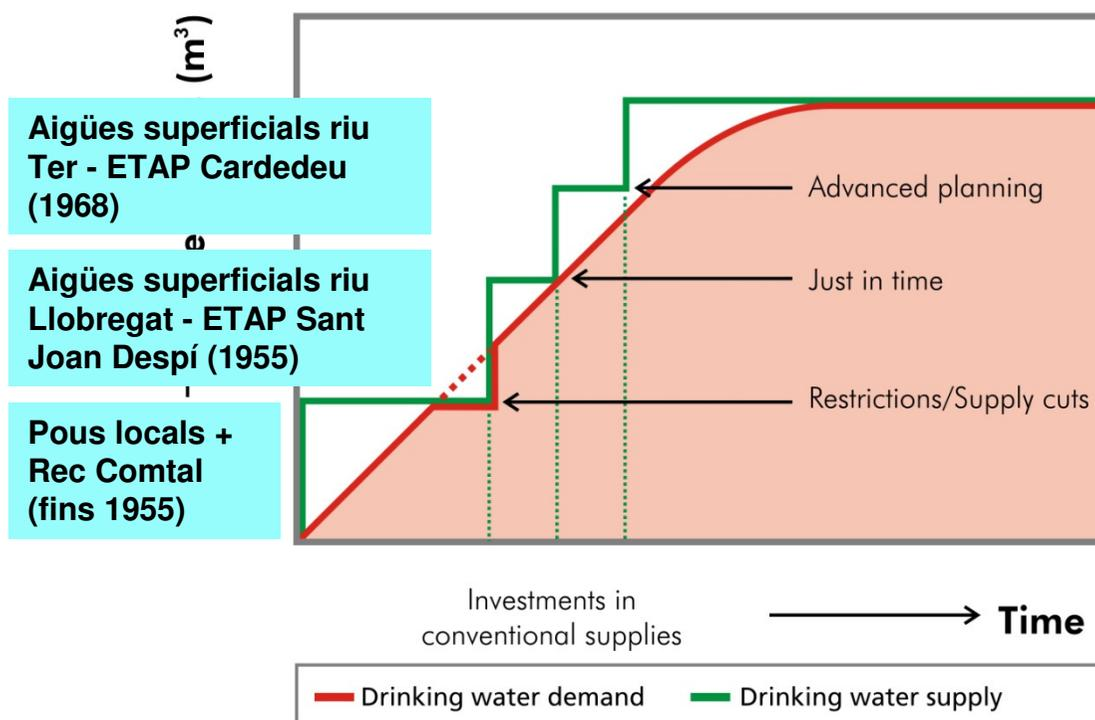 (m³)
Aigües superficials riu
Ter - ETAP Cardedeu
(1968)
Aigües superficials riu
Llobregat - ETAP Sant
Joan Despí (1955)
Pous locals +
Rec Comtal
(fins 1955)
Advanced planning
Just in time
Restrictions/Supply cuts
Investments in
conventional supplies
Time
Drinking water demand
Drinking water supply